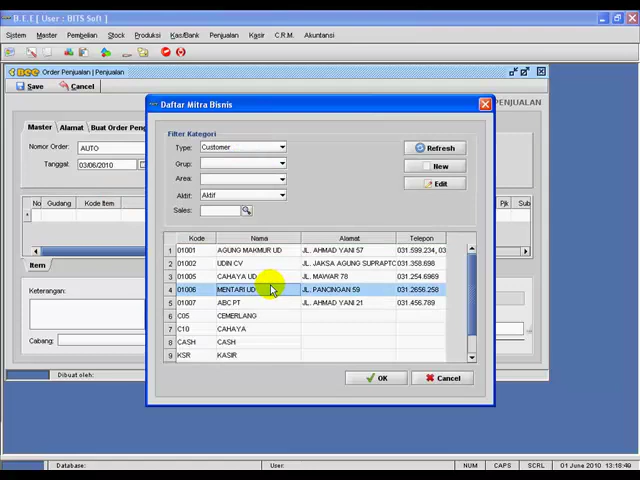 B.E.E [ User : BITS Soft ]
Sistem Master Pembelian Stock Produksi Kas/Bank Penjualan Kasir C.R.M. Akuntansi
Bee Order Penjualan | Penjualan
Save Cancel
PENJUALAN
Master Alamat Buat Order Peng
Nomor Order: AUTO
Tanggal: 03/06/2010
No Gudang Kode Item Pjk Sub
Item
Keterangan:
Cabang:
Dibuat oleh:
Daftar Mitra Bisnis
Filter Kategori
Type: Customer
Grup:
Area:
Aktif: Aktif
Sales:
Refresh
New
Edit
Kode Nama Alamat Telepon
1 01001 AGUNG MAKMUR UD JL. AHMAD YANI 57 031.599.234, 03
2 01002 UDIN CV JL. JAKSA AGUNG SUPRAPTO 031.358.698.
3 01005 CAHAYA UD JL. MAWAR 78 031.254.6969
4 01006 MENTARI UD JL. PANCINGAN 59 031.2656.258
5 01007 ABC PT JL. AHMAD YANI 21 031.456.789
6 C05 CEMERLANG
7 C10 CAHAYA
8 CASH CASH
9 KSR KASIR
OK Cancel
Database: User: NUM CAPS SCRL 01 June 2010 13:18:49